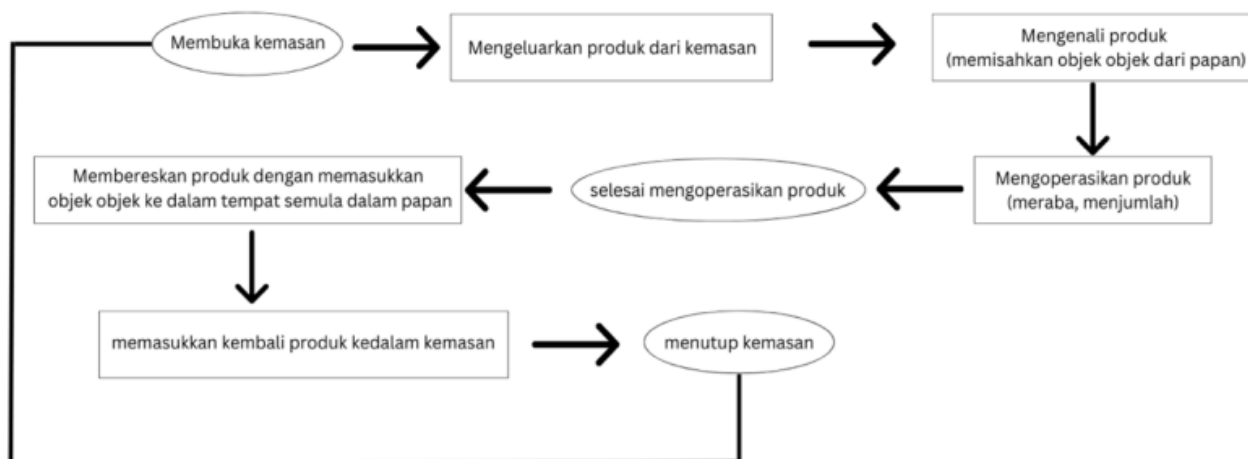 Membuka kemasan
Mengeluarkan produk dari kemasan
Mengenali produk
(memisahkan objek objek dari papan)
Mengoperasikan produk
(meraba, menjumlah)
selesai mengoperasikan produk
Membereskan produk dengan memasukkan
objek objek ke dalam tempat semula dalam papan
memasukkan kembali produk kedalam kemasan
menutup kemasan